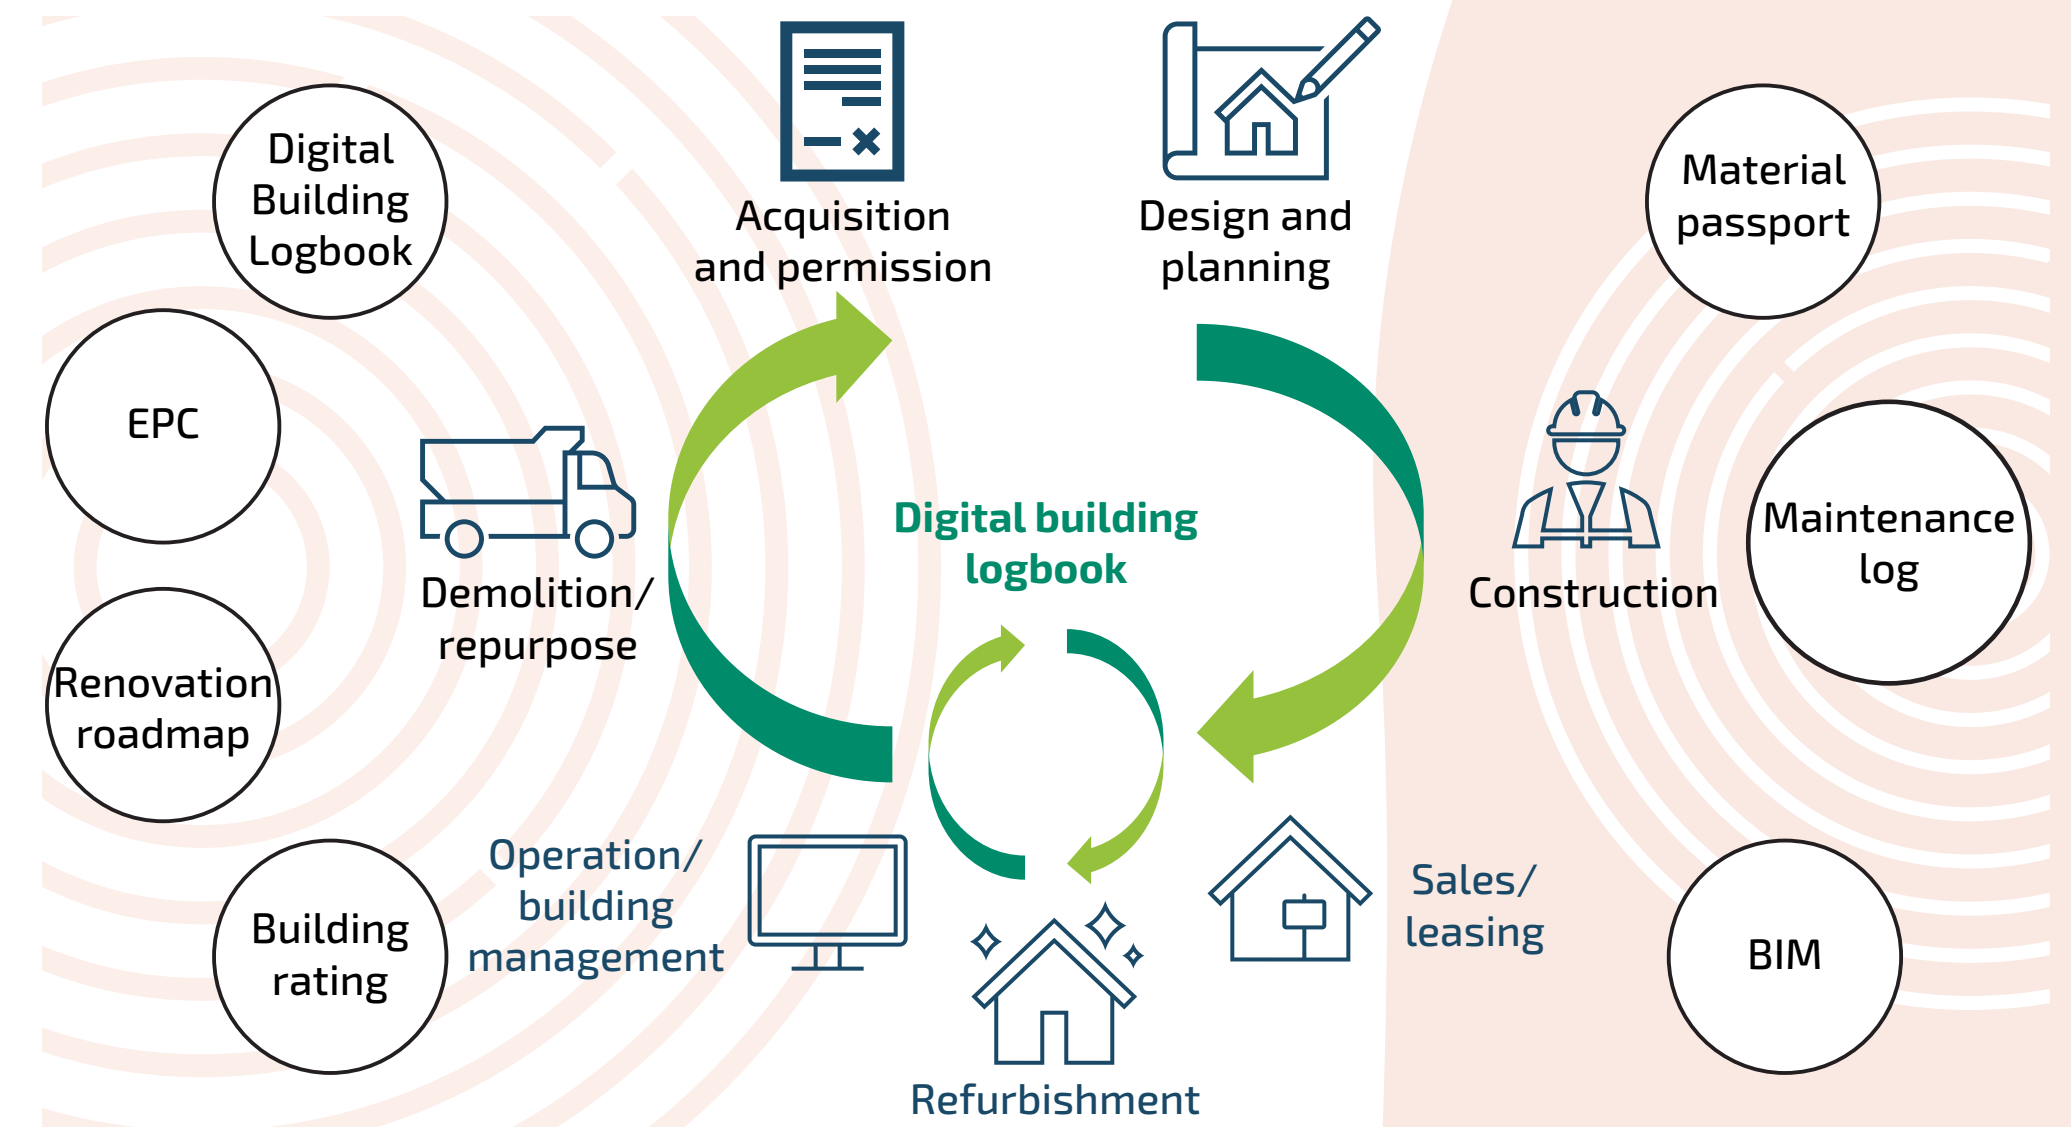 Digital
Building
Logbook
Acquisition
and permission
Design and
planning
Material
passport
EPC
Demolition/
repurpose
Digital building
logbook
Construction
Maintenance
log
Renovation
roadmap
Building
rating
Operation/
building
management
Refurbishment
Sales/
leasing
BIM